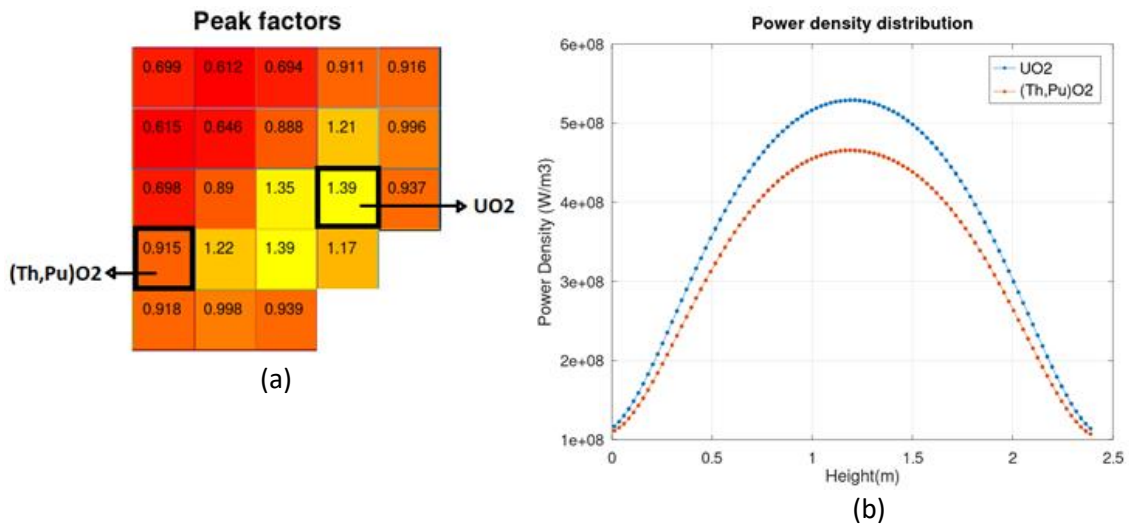 Peak factors
0.699 0.612 0.694 0.911 0.916
0.615 0.646 0.888 1.21 0.996
0.698 0.89 1.35 1.39 0.937
UO2
0.915 1.22 1.39 1.17
(Th,Pu)O2
0.918 0.998 0.939
(a)
Power density distribution
UO2
(Th,Pu)O2
6e+08
5e+08
4e+08
3e+08
2e+08
1e+08
Power Density (W/m3)
0 0.5 1 1.5 2 2.5
Height(m)
(b)